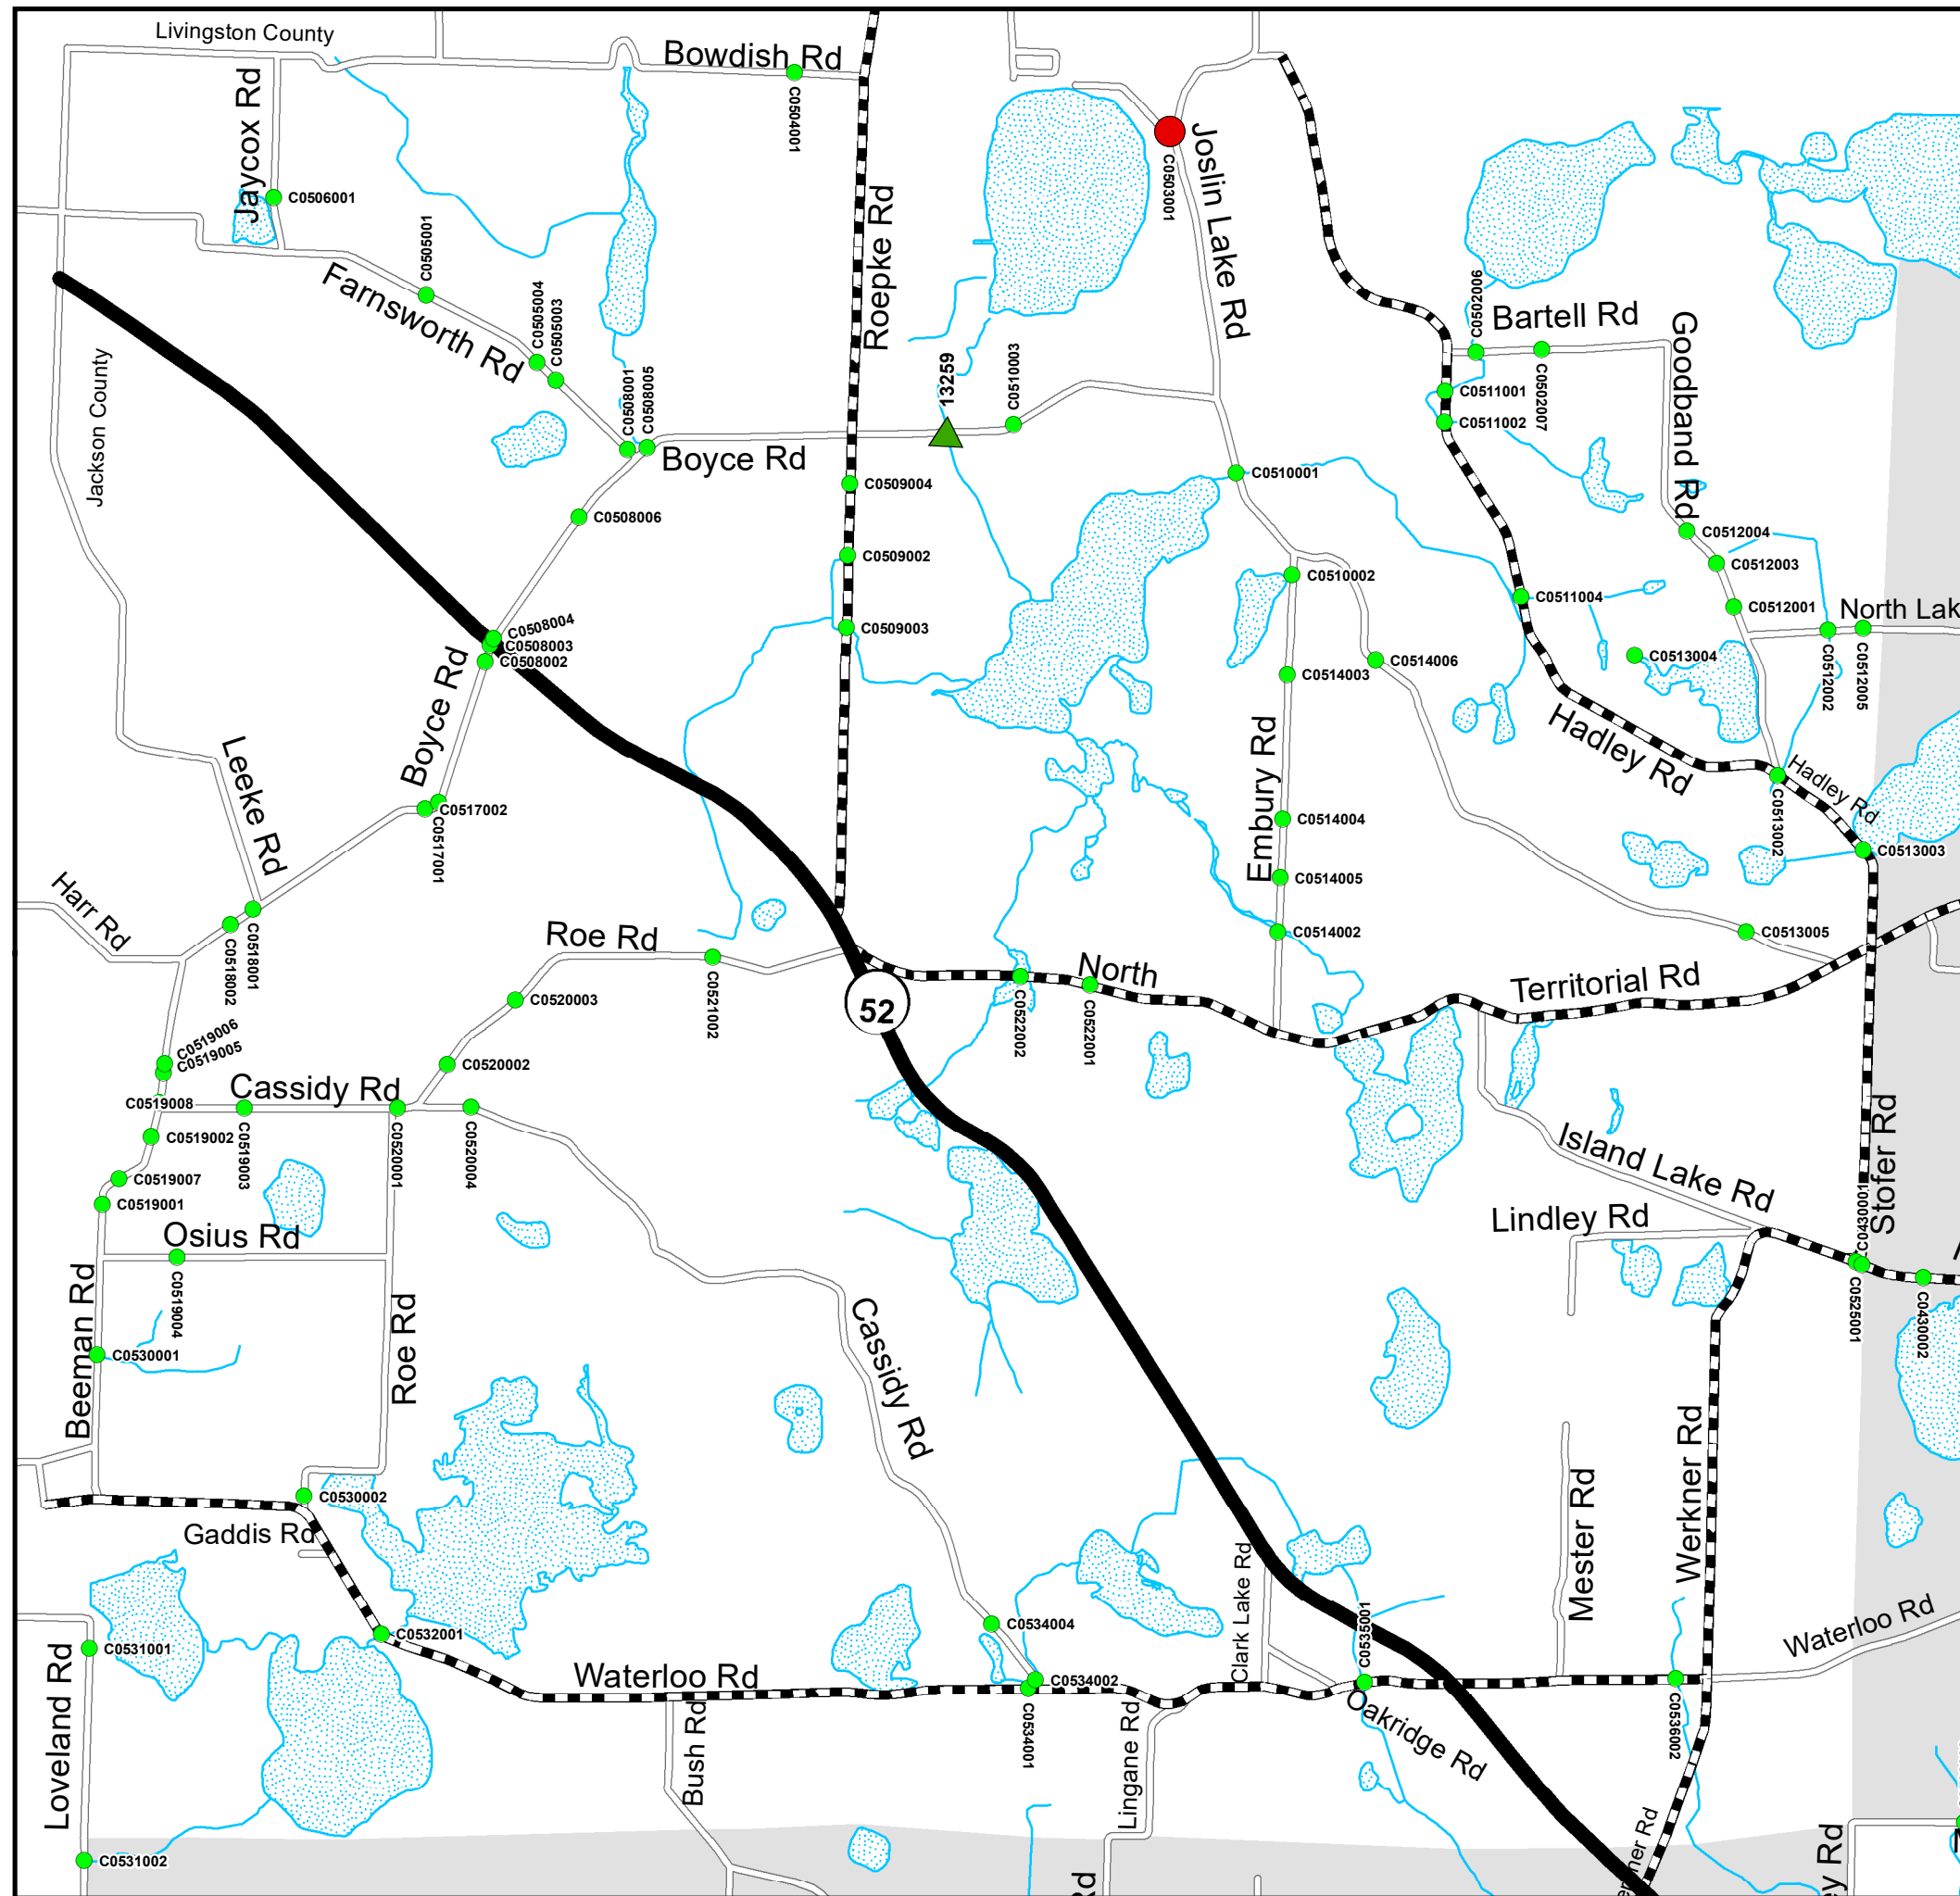 Livingston County
Bowdish Rd
C0504001
Jaycox Rd
C0506001
Joslin Lake Rd
C0503001
Roepke Rd
C0505001
Farnsworth Rd
C0505004
C0505003
C0508001
C0508005
Boyce Rd
13259
C0510003
C0502006
Bartell Rd
C0502007
Goodband Rd
C0511001
C0511002
Jackson County
C0509004
C0510001
C0508006
C0509002
C0510002
C0509003
C0511004
C0512004
C0512003
C0512001
North Lak
C0512002
C0512005
C0513004
C0508004
C0508003
C0508002
Boyce Rd
C0514003
C0514006
Embury Rd
Hadley Rd
Hadley Rd
C0513002
C0513003
Leeke Rd
C0517002
C0517001
C0514004
C0514005
C0514002
C0513005
Harr Rd
C0518001
C0518002
Roe Rd
C0521002
C0520003
C0520002
52
North
C0522002
C0522001
Territorial Rd
C0519006
C0519005
Cassidy Rd
C0519008
C0519002
C0519003
C0520001
C0520004
C0519007
C0519001
Osius Rd
C0519004
Island Lake Rd
Lindley Rd
Stofer Rd
C0430001
C0525001
C0430002
Beeman Rd
C0530001
Roe Rd
Cassidy Rd
C0530002
Gaddis Rd
Mester Rd
Werkner Rd
C0531001
C0532001
Loveland Rd
Waterloo Rd
C0534004
C0534002
C0534001
Clark Lake Rd
C0535001
Waterloo Rd
Bush Rd
Lingane Rd
Oakridge Rd
C0536002
C0531002
Rd
ner Rd
y Rd